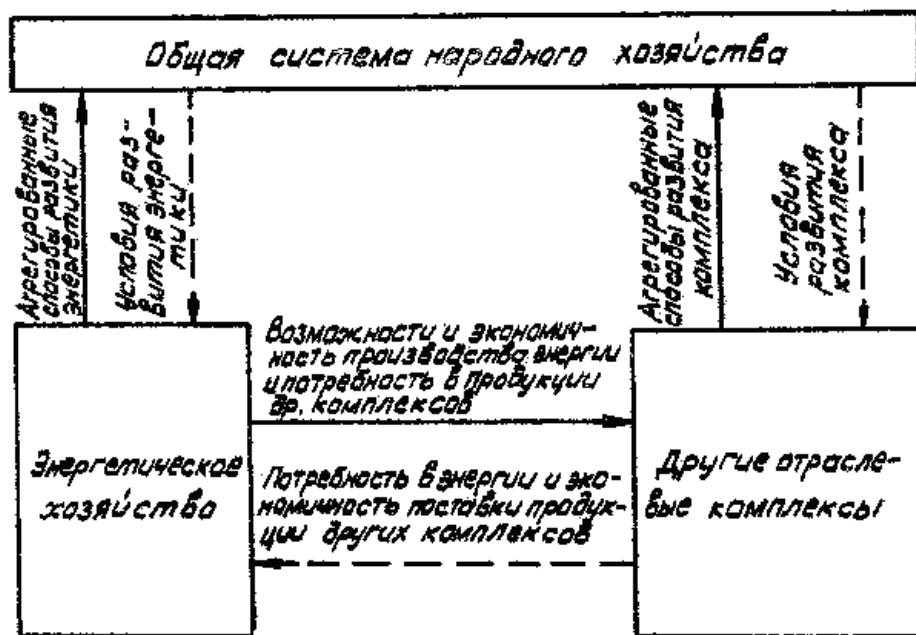 Общая система народного хозяйства
Агрегированные
способы развития
энергетики
Условия раз-
вития энерге-
тики
Агрегированные
способы развития
комплекса
Условия
развития
комплекса
Возможности и экономич-
ность производства энергии
и потребность в продукции
др. комплексов
Энергетическое
хозяйство
Потребность в энергии и эко-
номичность поставки продук-
ции других комплексов
Другие отрасле-
вые комплексы